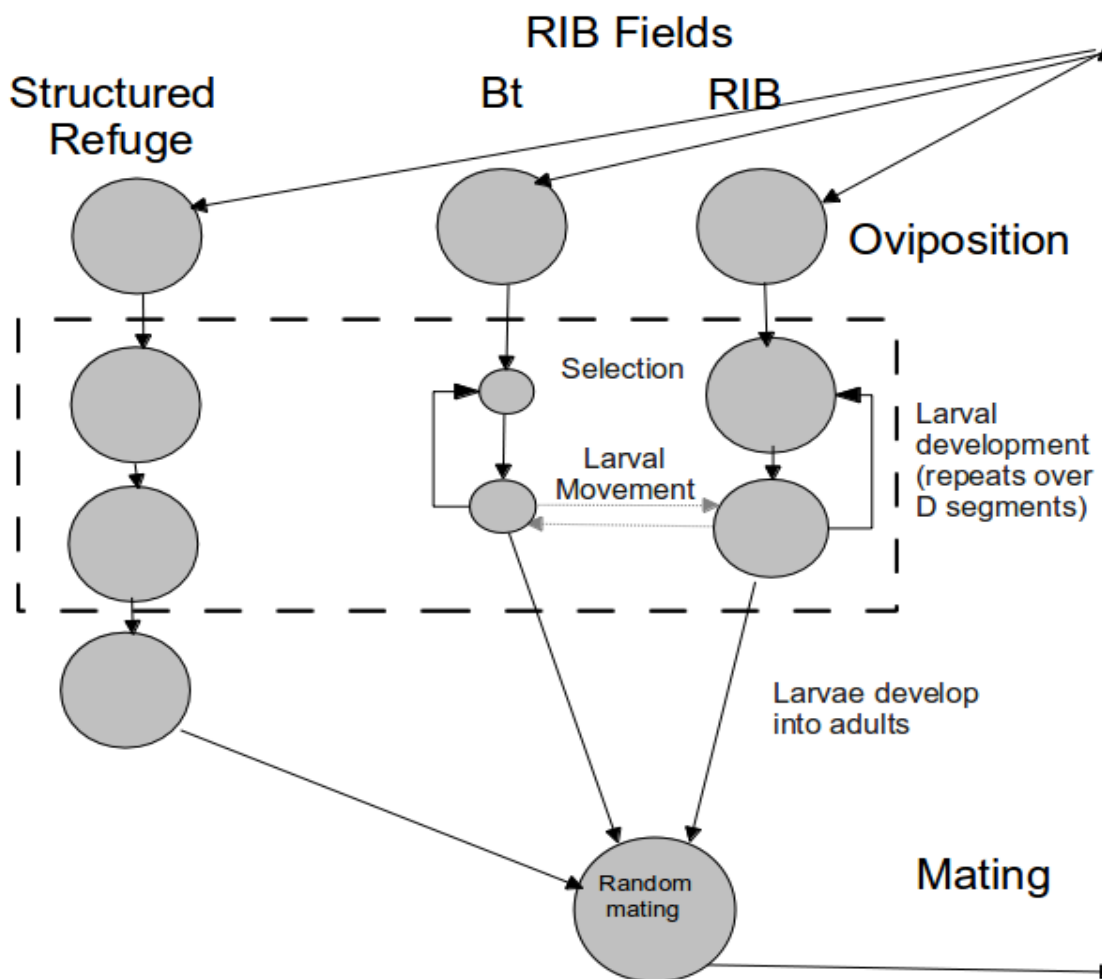 RIB Fields
Structured
Refuge
Bt
RIB
Oviposition
Selection
Larval
Movement
Larval
development
(repeats over
D segments)
Larvae develop
into adults
Random
mating
Mating